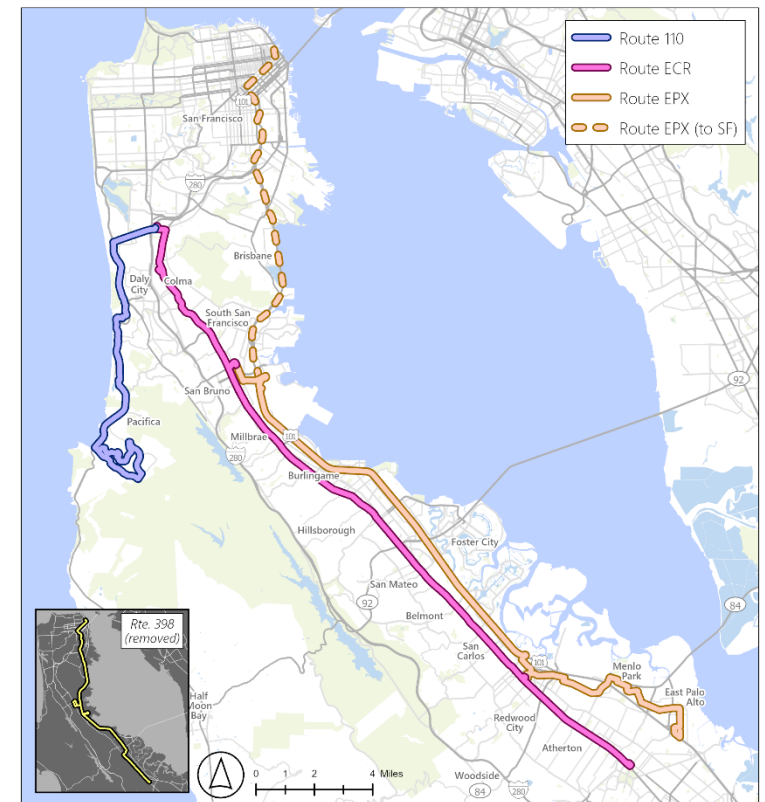 Route 110
Route ECR
Route EPX
Route EPX (to SF)
101
San Francisco
280
Brisbane
Daly
City
Colma
South San
Francisco
San Bruno
92
Pacifica
Millbrae
101
280
Burlingame
Hillsborough
Foster City
San Mateo
92
Belmont
84
San
Carlos
101
Menlo
Park
East Palo
Alto
Rte. 398
(removed)
Half
Moon
Bay
Redwood
City
Atherton
Woodside
84
280
0 1 2 4 Miles